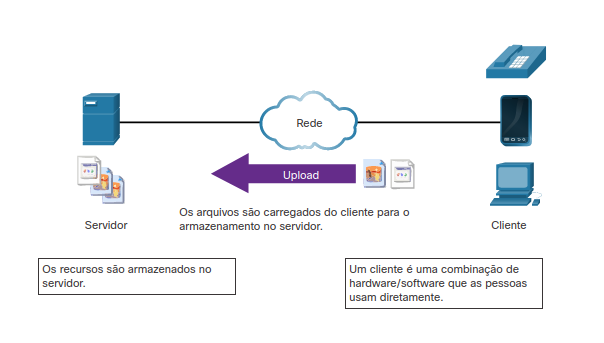 Rede
Upload
Os arquivos são carregados do cliente para o
armazenamento no servidor.
Servidor
Cliente
Os recursos são armazenados no
servidor.
Um cliente é uma combinação de
hardware/software que as pessoas
usam diretamente.